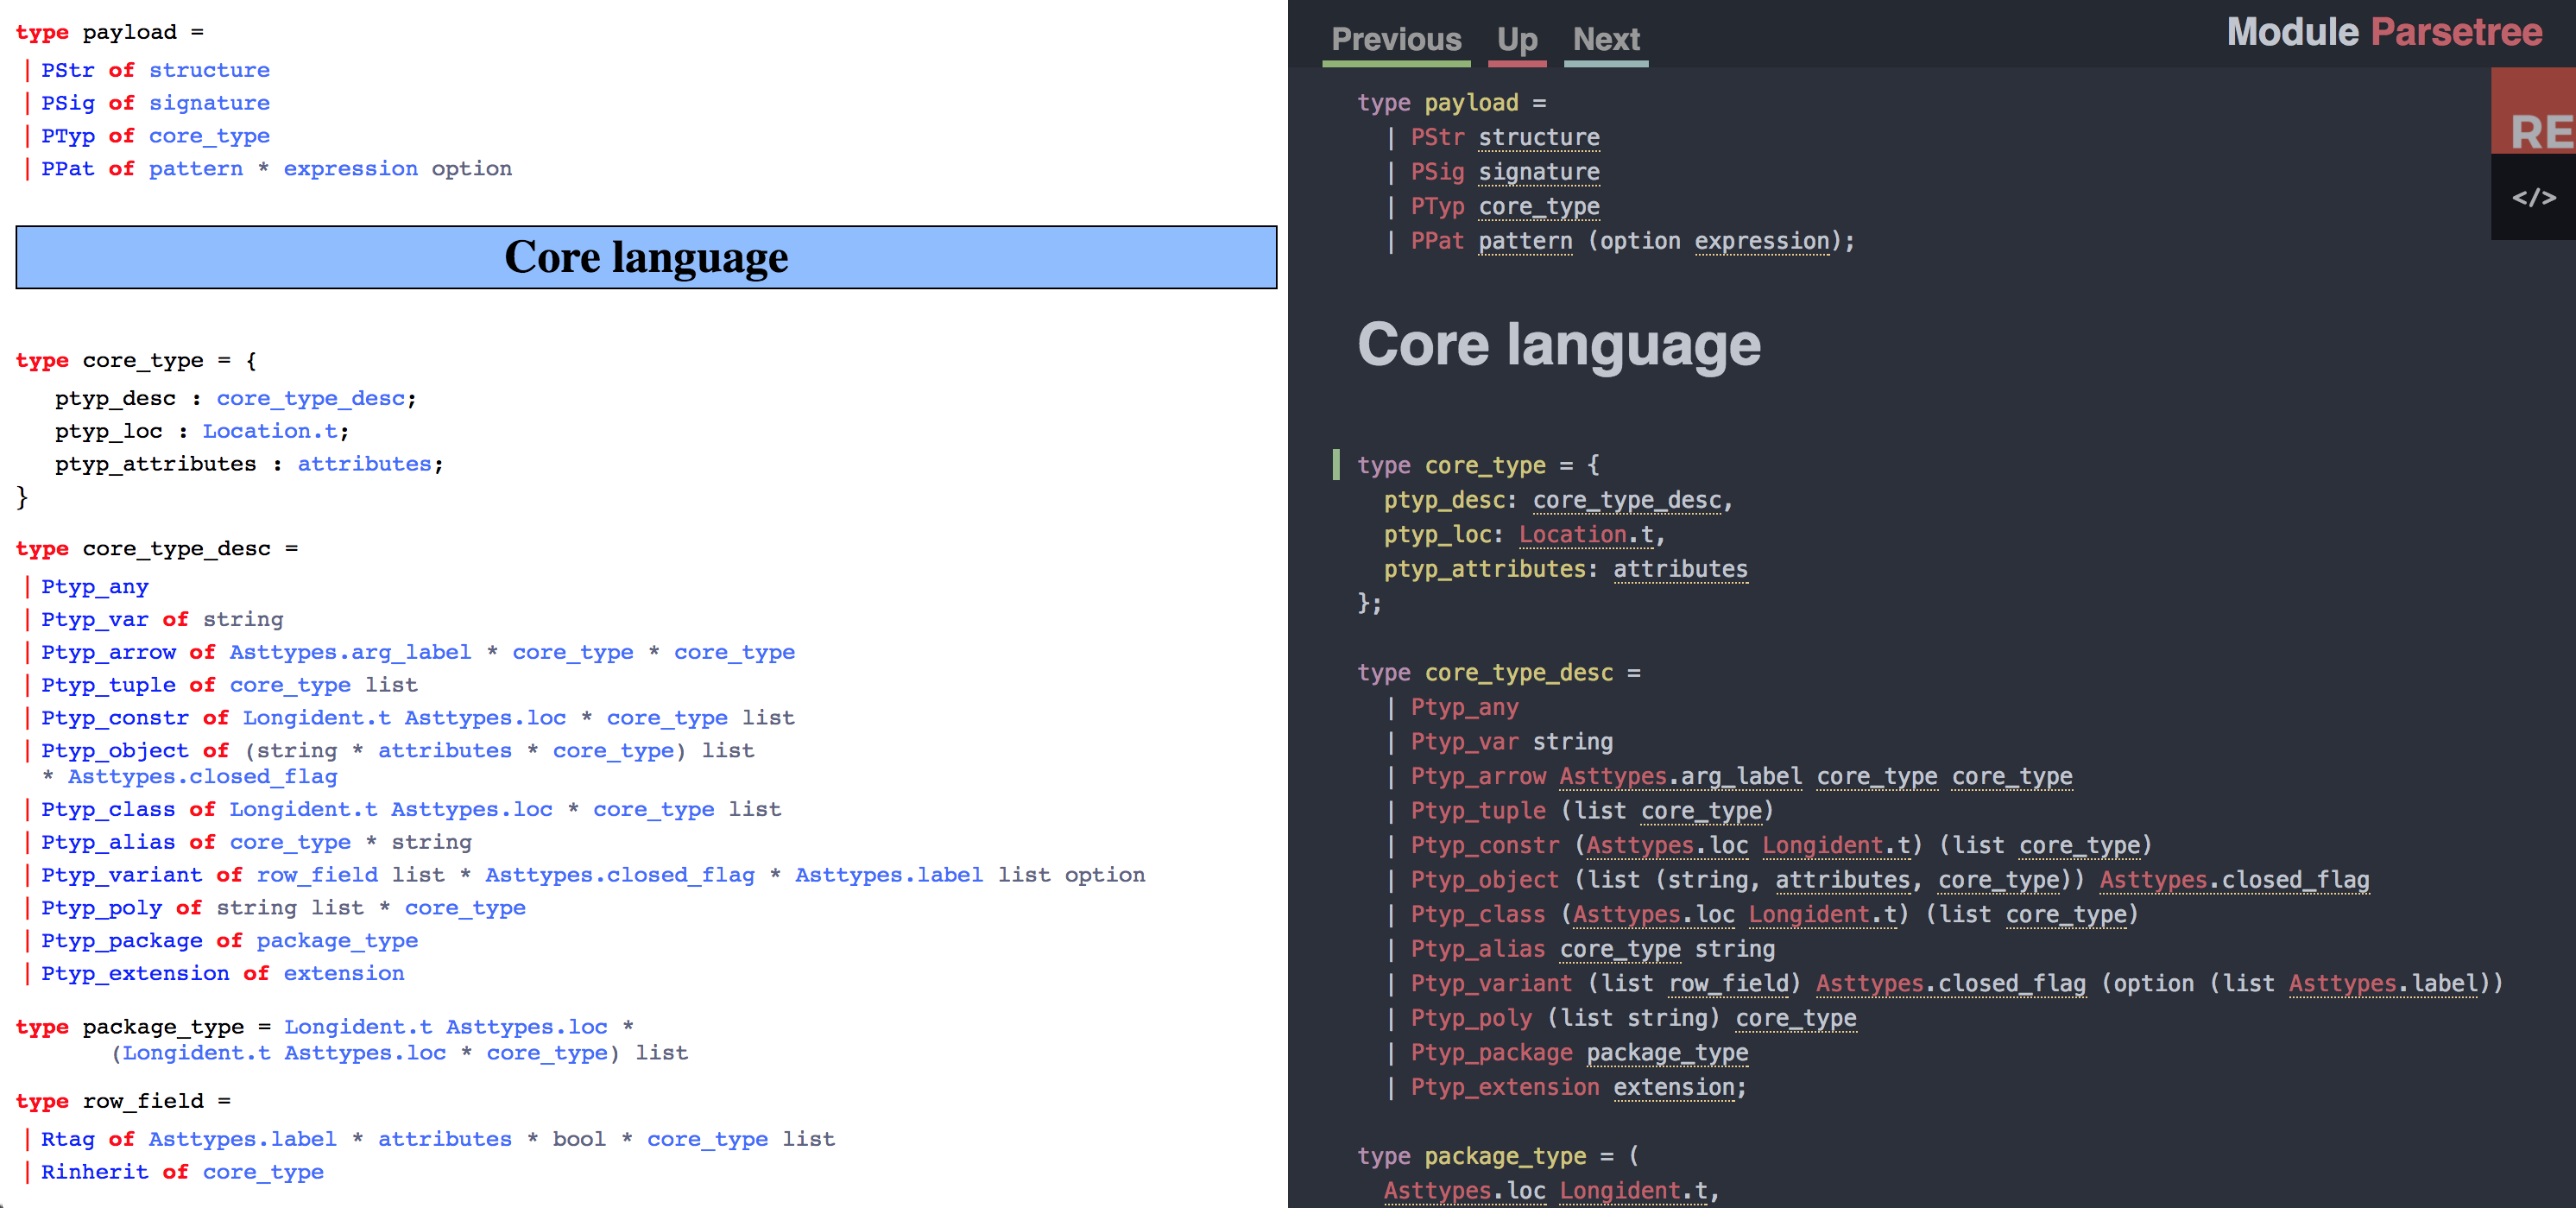 type payload =
| PStr of structure
| PSig of signature
| PTyp of core_type
| PPat of pattern * expression option
Core language
type core_type = {
ptyp_desc : core_type_desc;
ptyp_loc : Location.t;
ptyp_attributes : attributes;
}
type core_type_desc =
| Ptyp_any
| Ptyp_var of string
| Ptyp_arrow of Asttypes.arg_label * core_type * core_type
| Ptyp_tuple of core_type list
| Ptyp_constr of Longident.t Asttypes.loc * core_type list
| Ptyp_object of (string * attributes * core_type) list
* Asttypes.closed_flag
| Ptyp_class of Longident.t Asttypes.loc * core_type list
| Ptyp_alias of core_type * string
| Ptyp_variant of row_field list * Asttypes.closed_flag * Asttypes.label list option
| Ptyp_poly of string list * core_type
| Ptyp_package of package_type
| Ptyp_extension of extension
type package_type = Longident.t Asttypes.loc *
(Longident.t Asttypes.loc * core_type) list
type row_field =
| Rtag of Asttypes.label * attributes * bool * core_type list
| Rinherit of core_type
Previous Up Next
Module Parsetree
RE
</>
type payload =
| PStr structure
| PSig signature
| PTyp core_type
| PPat pattern (option expression);
Core language
type core_type = {
ptyp_desc: core_type_desc,
ptyp_loc: Location.t,
ptyp_attributes: attributes
};
type core_type_desc =
| Ptyp_any
| Ptyp_var string
| Ptyp_arrow Asttypes.arg_label core_type core_type
| Ptyp_tuple (list core_type)
| Ptyp_constr (Asttypes.loc Longident.t) (list core_type)
| Ptyp_object (list (string, attributes, core_type)) Asttypes.closed_flag
| Ptyp_class (Asttypes.loc Longident.t) (list core_type)
| Ptyp_alias core_type string
| Ptyp_variant (list row_field) Asttypes.closed_flag (option (list Asttypes.label))
| Ptyp_poly (list string) core_type
| Ptyp_package package_type
| Ptyp_extension extension;
type package_type = (
Asttypes.loc Longident.t,